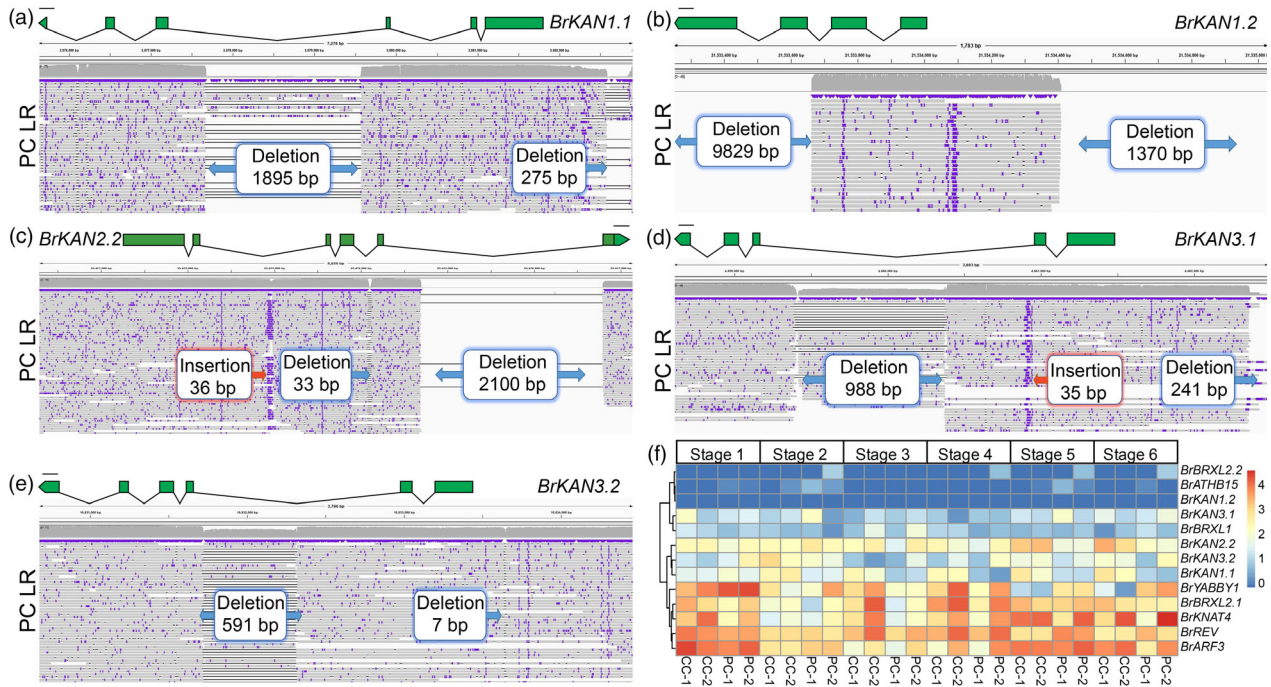 (a) BrKAN1.1
7,279 bp
PC LR
Deletion
1895 bp
Deletion
275 bp
(b) BrKAN1.2
1,783 bp
PC LR
Deletion
9829 bp
Deletion
1370 bp
(c) BrKAN2.2
PC LR
Insertion
36 bp
Deletion
33 bp
Deletion
2100 bp
(d) BrKAN3.1
PC LR
Deletion
988 bp
Insertion
35 bp
Deletion
241 bp
(e) BrKAN3.2
PC LR
Deletion
591 bp
Deletion
7 bp
(f) Stage 1 Stage 2 Stage 3 Stage 4 Stage 5 Stage 6
BrBRXL2.2
BrATHB15
BrKAN1.2
BrKAN3.1
BrBRXL1
BrKAN2.2
BrKAN3.2
BrKAN1.1
BrYABBY1
BrBRXL2.1
BrKNAT4
BrREV
BrARF3
4
3
2
1
0
CC-1 CC-2 PC-1 PC-2 CC-1 CC-2 PC-1 PC-2 CC-1 CC-2 PC-1 PC-2 CC-1 CC-2 PC-1 PC-2 CC-1 CC-2 PC-1 PC-2 CC-1 CC-2 PC-1 PC-2